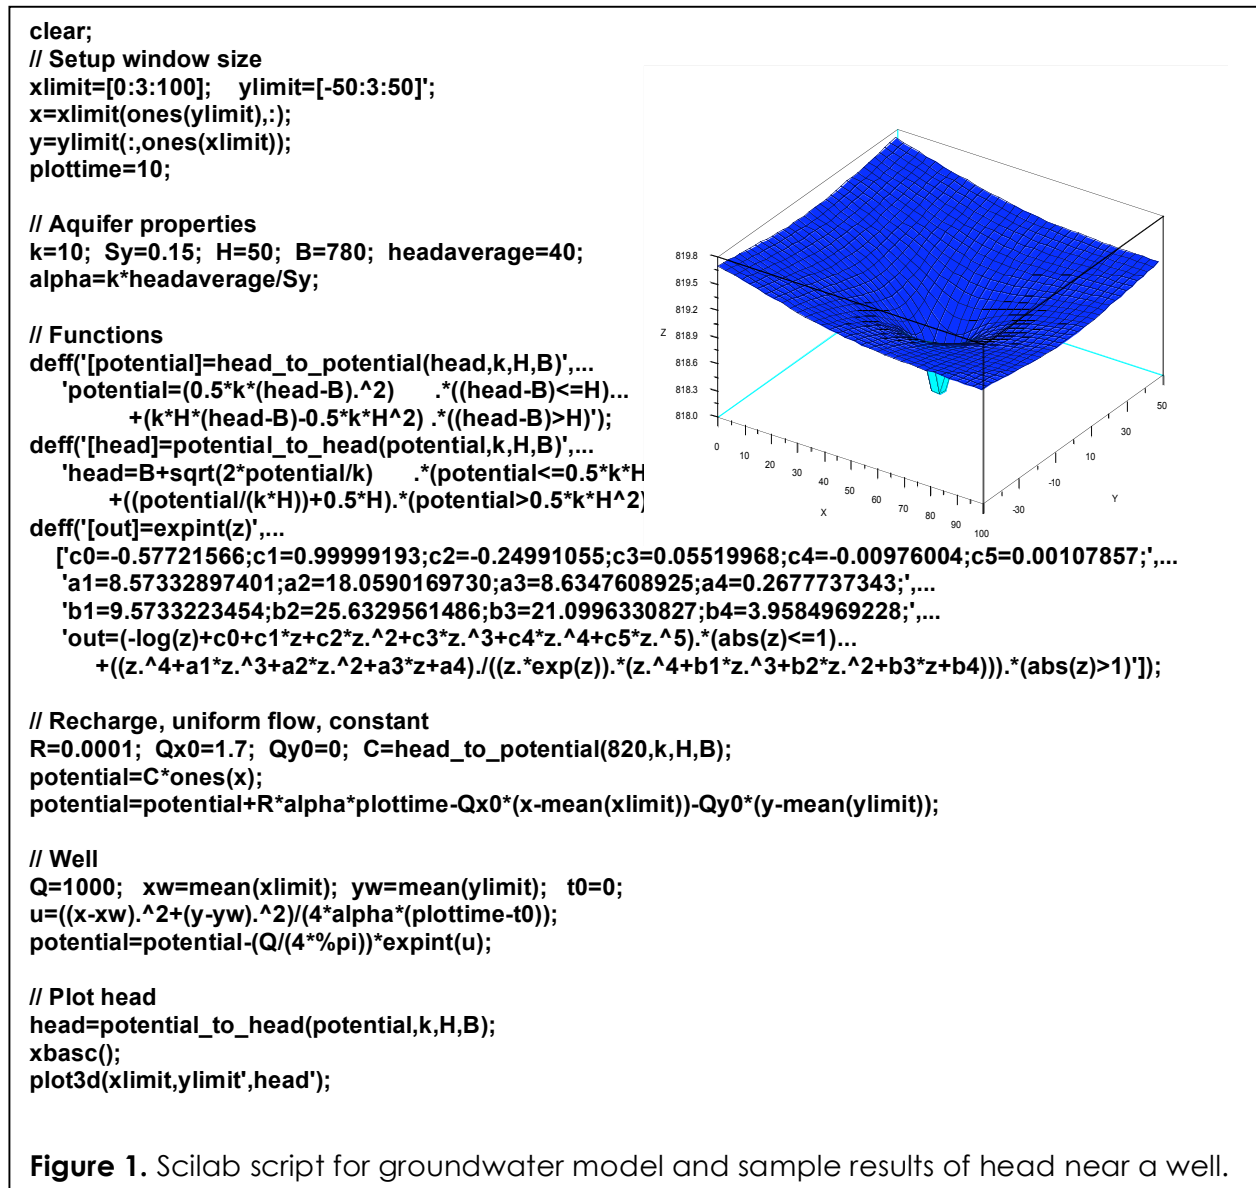 clear;
// Setup window size
xlimit=[0:3:100]; ylimit=[-50:3:50]';
x=xlimit(ones(ylimit),:);
y=ylimit(:,ones(xlimit));
plottime=10;
// Aquifer properties
k=10; Sy=0.15; H=50; B=780; headaverage=40;
alpha=k*headaverage/Sy;
// Functions
deff('[potential]=head_to_potential(head,k,H,B)',...
'potential=(0.5*k*(head-B).^2) .*((head-B)<=H)...
+(k*H*(head-B)-0.5*k*H^2) .*((head-B)>H)');
deff('[head]=potential_to_head(potential,k,H,B)',...
'head=B+sqrt(2*potential/k) .*(potential<=0.5*k*H
+((potential/(k*H))+0.5*H).*(potential>0.5*k*H^2)
deff('[out]=expint(z)',...
['c0=-0.57721566;c1=0.99999193;c2=-0.24991055;c3=0.05519968;c4=-0.00976004;c5=0.00107857;',...
'a1=8.57332897401;a2=18.0590169730;a3=8.6347608925;a4=0.2677737343;',...
'b1=9.5733223454;b2=25.6329561486;b3=21.0996330827;b4=3.9584969228;',...
'out=(-log(z)+c0+c1*z+c2*z.^2+c3*z.^3+c4*z.^4+c5*z.^5).*(abs(z)<=1)...
+((z.^4+a1*z.^3+a2*z.^2+a3*z+a4)./((z.*exp(z)).*(z.^4+b1*z.^3+b2*z.^2+b3*z+b4))).*(abs(z)>1)']);
// Recharge, uniform flow, constant
R=0.0001; Qx0=1.7; Qy0=0; C=head_to_potential(820,k,H,B);
potential=C*ones(x);
potential=potential+R*alpha*plottime-Qx0*(x-mean(xlimit))-Qy0*(y-mean(ylimit));
// Well
Q=1000; xw=mean(xlimit); yw=mean(ylimit); t0=0;
u=((x-xw).^2+(y-yw).^2)/(4*alpha*(plottime-t0));
potential=potential-(Q/(4*%pi))*expint(u);
// Plot head
head=potential_to_head(potential,k,H,B);
xbasc();
plot3d(xlimit,ylimit',head');
819.8
819.5
819.2
818.9
818.6
818.3
818.0
Z
0
10
20
30
40
50
60
70
80
90
100
X
-30
-10
10
30
50
Y
Figure 1. Scilab script for groundwater model and sample results of head near a well.